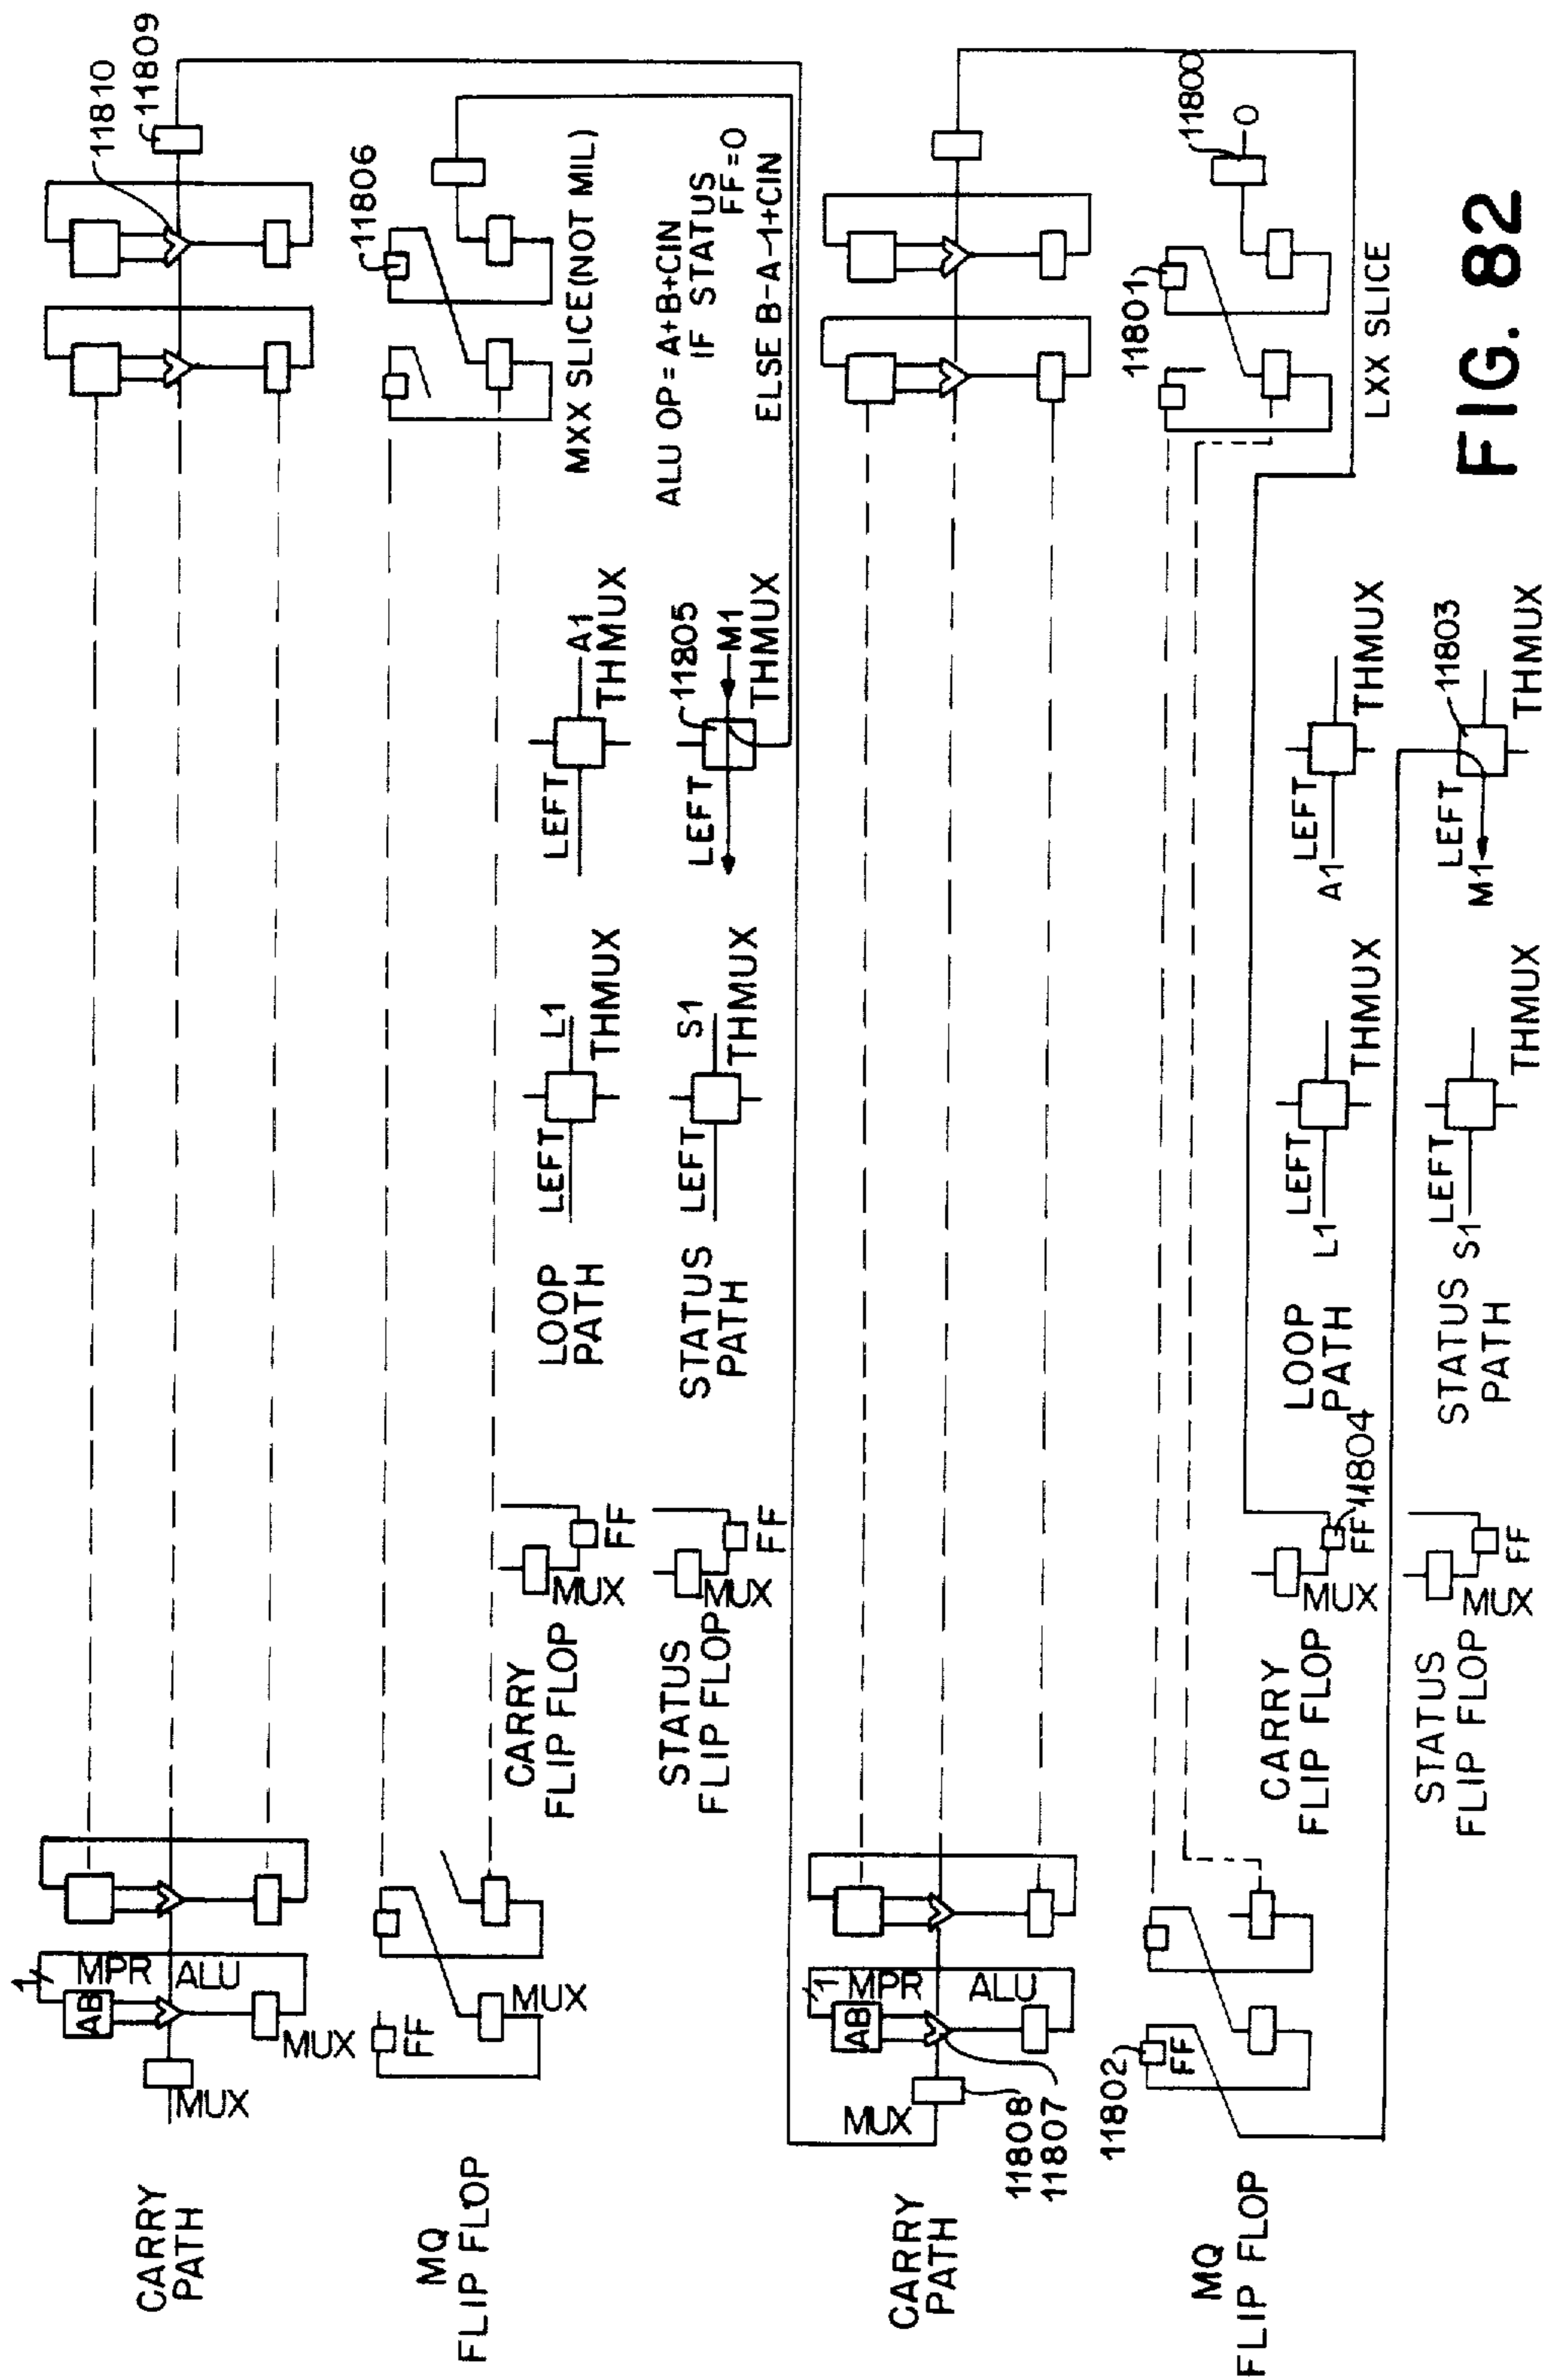 CARRY
PATH
1
MPR
ALU
AB
MUX
MUX
11810
11809
MQ
FLIP FLOP
FF
MUX
11806
MXX SLICE(NOT MIL)
CARRY
FLIP FLOP
MUX
FF
LOOP
PATH
LEFT
L1
THMUX
LEFT
A1
THMUX
STATUS
FLIP FLOP
MUX
FF
STATUS
PATH
LEFT
S1
THMUX
LEFT
11805
M1
THMUX
ALU OP = A+B+CIN
IF STATUS
FF=0
ELSE B-A-1+CIN
CARRY
PATH
1
MPR
ALU
AB
MUX
11808
11807
MQ
FLIP FLOP
11802
FF
11801
11800
0
LXX SLICE
CARRY
FLIP FLOP
MUX
FF
11804
LOOP
PATH
L1
LEFT
THMUX
A1
LEFT
THMUX
STATUS
FLIP FLOP
MUX
FF
STATUS
PATH
S1
LEFT
THMUX
M1
LEFT
11803
THMUX
FIG. 82